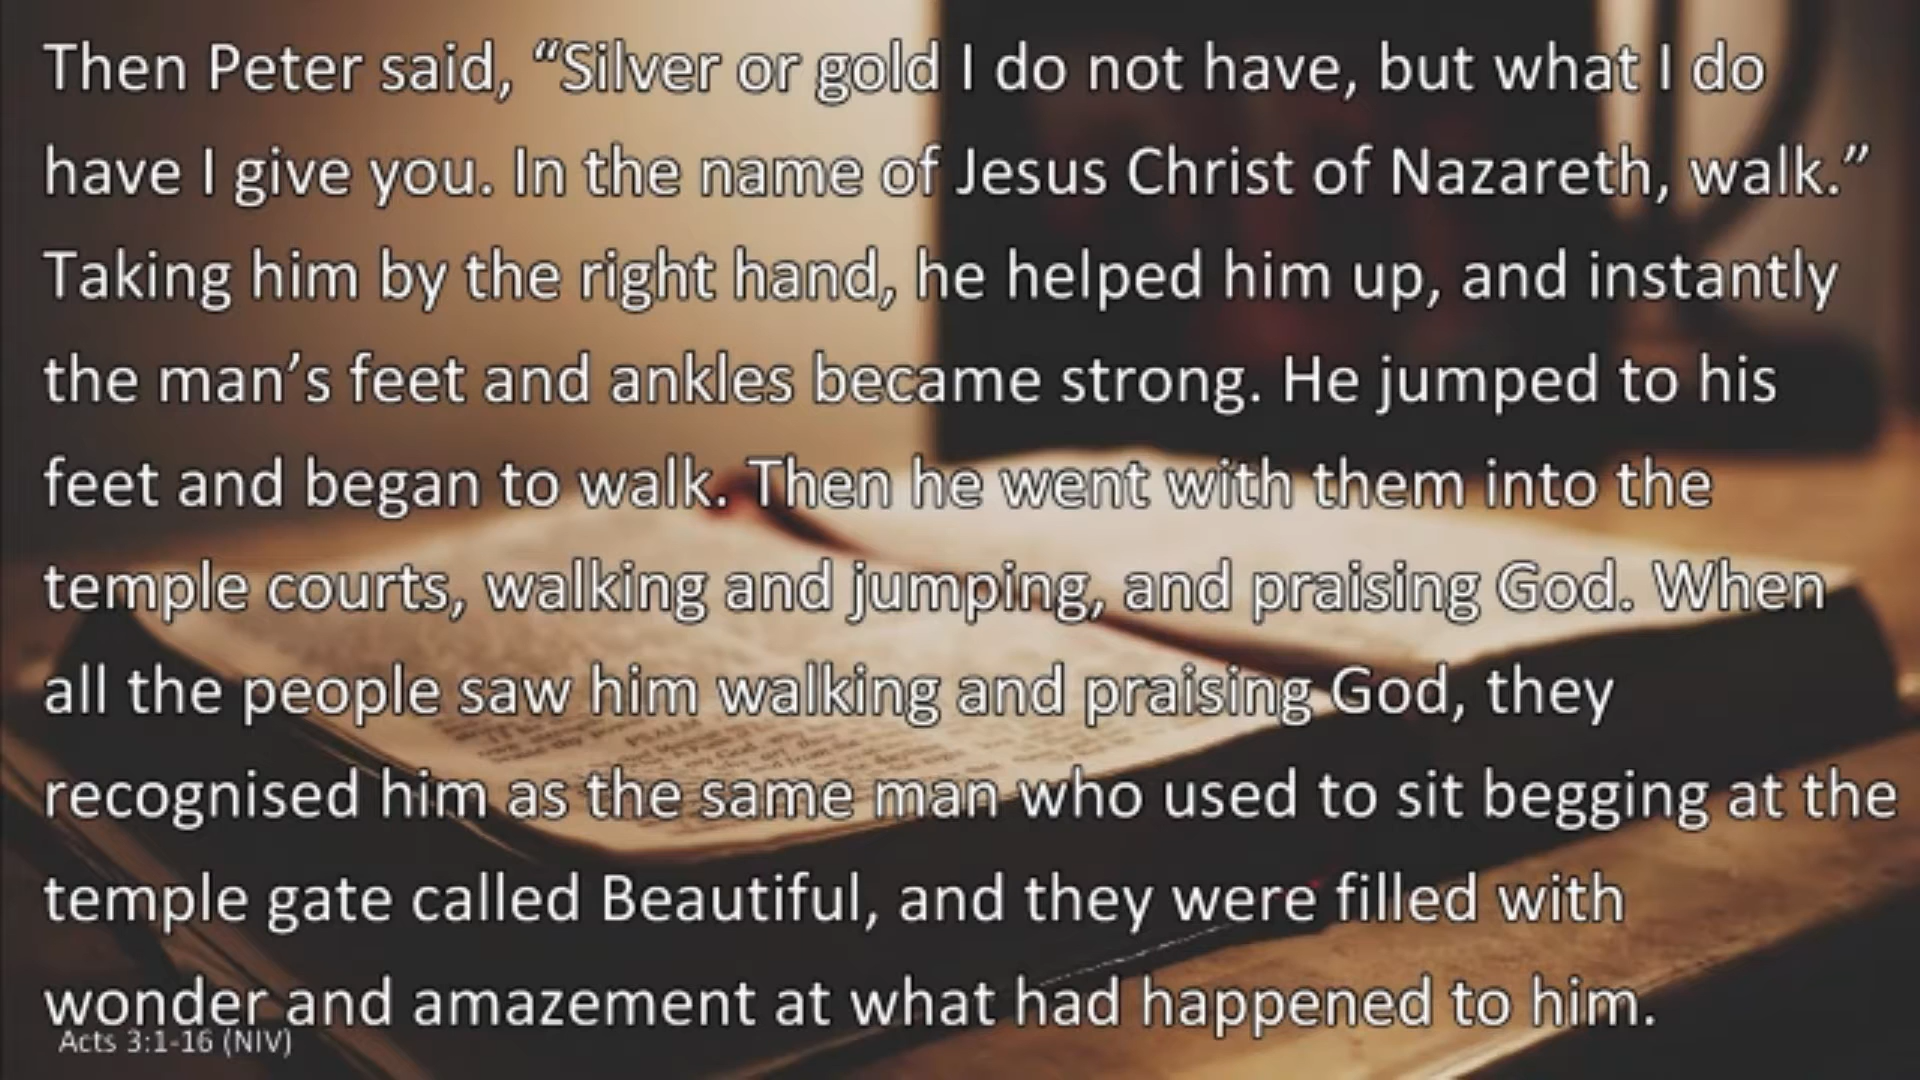 Then Peter said, “Silver or gold I do not have, but what I do
have I give you. In the name of Jesus Christ of Nazareth, walk.”
Taking him by the right hand, he helped him up, and instantly
the man’s feet and ankles became strong. He jumped to his
feet and began to walk. Then he went with them into the
temple courts, walking and jumping, and praising God. When
all the people saw him walking and praising God, they
recognised him as the same man who used to sit begging at the
temple gate called Beautiful, and they were filled with
wonder and amazement at what had happened to him.
Acts 3:1-16 (NIV)